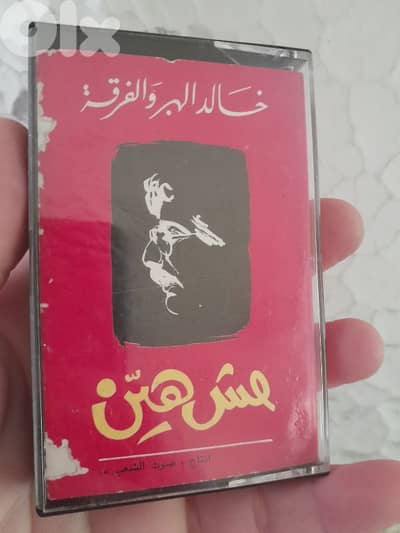 OLX
خالد الهبر والفرقة
مش هيّن
انتاج - صوت الشعب -